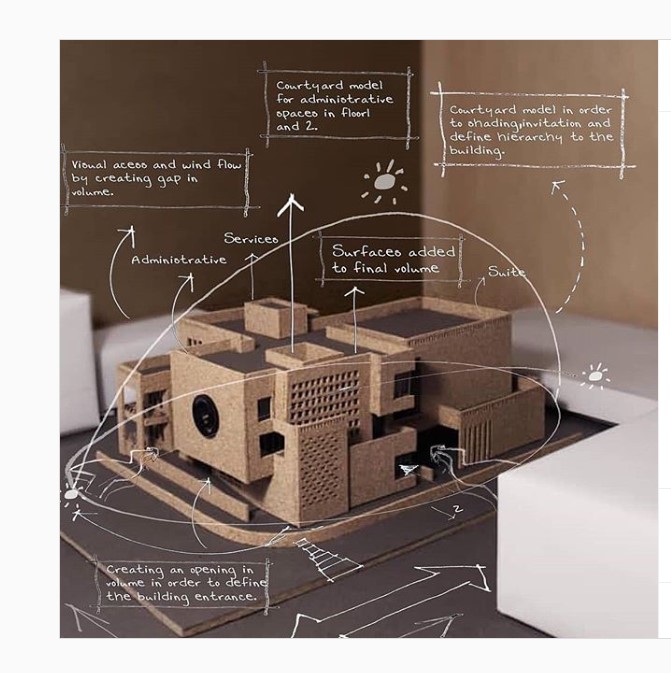 Courtyard model
for administrative
spaces in floor1
and 2.
Courtyard model in order
to shading,invitation and
define hierarchy to the
building.
Visual acess and wind flow
by creating gap in
volume.
Services
Administrative
Surfaces added
to final volume
Suite
2
Creating an opening in
volume in order to define
the building entrance.